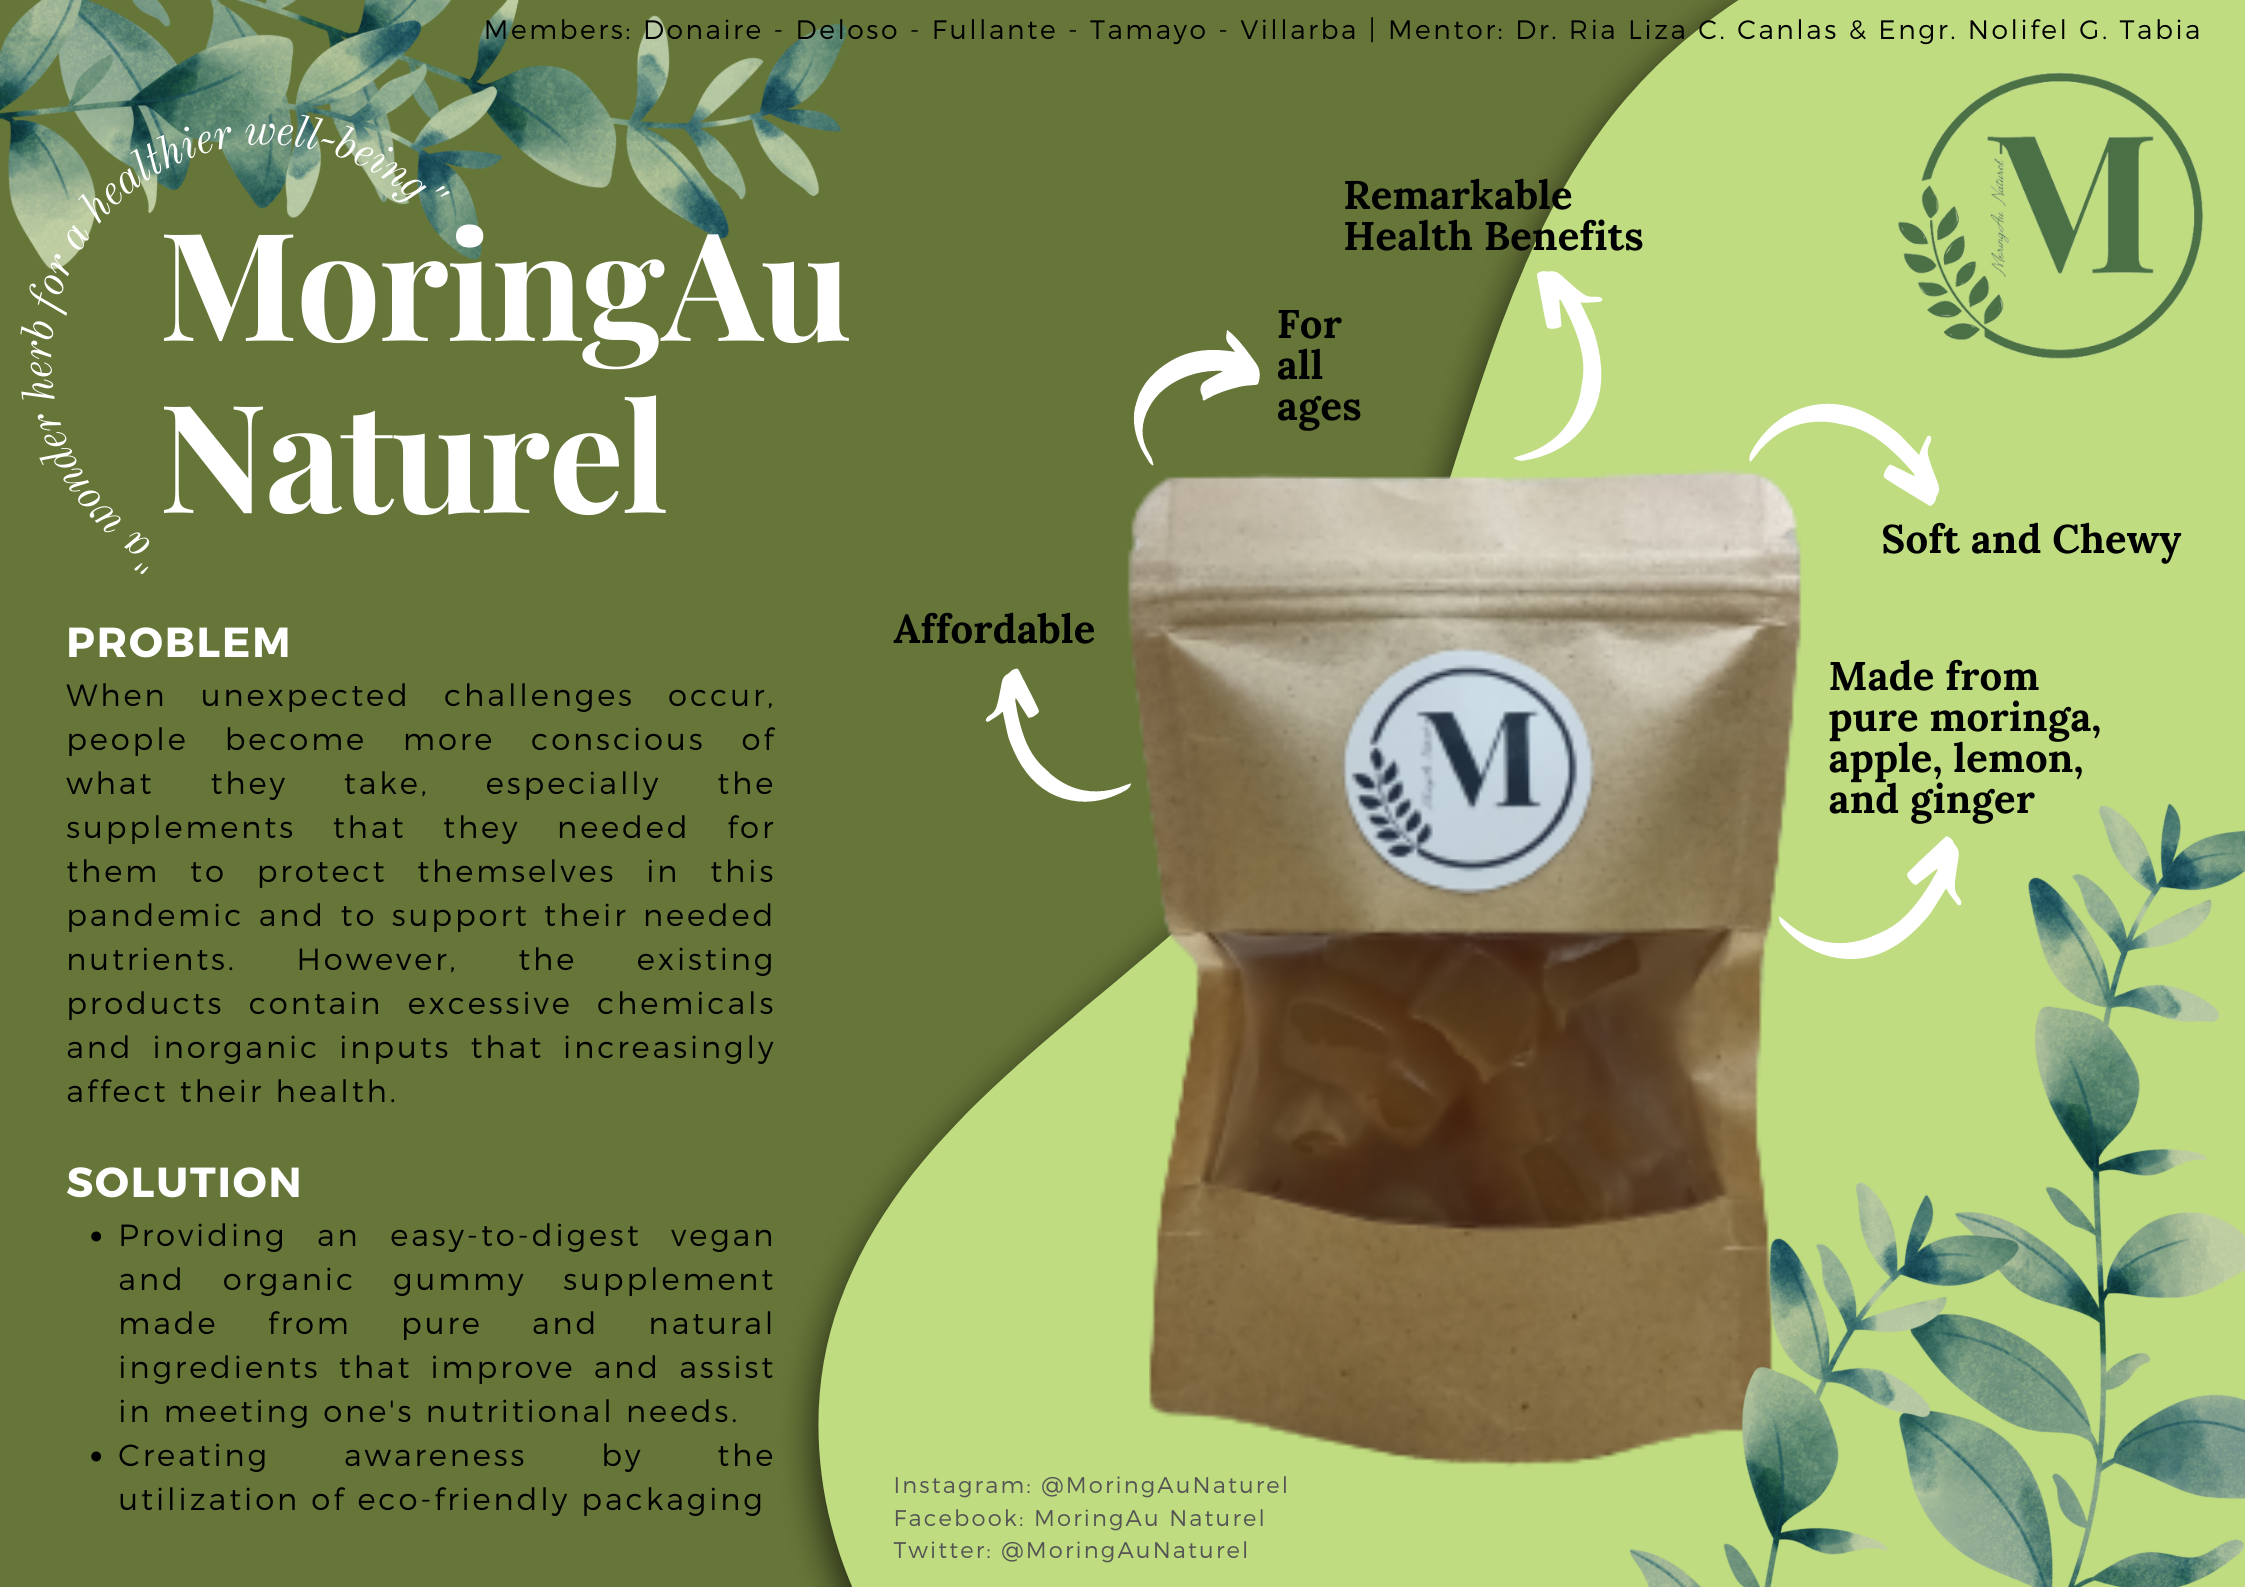 Members: Donaire - Deloso - Fullante - Tamayo - Villarba | Mentor: Dr. Ria Liza C. Canlas & Engr. Nolifel G. Tabia
"a wonder herb for a healthier well-being"
MoringAu
Naturel
M
MoringAu Naturel
Remarkable
Health Benefits
For
all
ages
Soft and Chewy
Affordable
Made from
pure moringa,
apple, lemon,
and ginger
M
PROBLEM
When unexpected challenges occur,
people become more conscious of
what they take, especially the
supplements that they needed for
them to protect themselves in this
pandemic and to support their needed
nutrients. However, the existing
products contain excessive chemicals
and inorganic inputs that increasingly
affect their health.
SOLUTION
• Providing an easy-to-digest vegan
and organic gummy supplement
made from pure and natural
ingredients that improve and assist
in meeting one's nutritional needs.
• Creating awareness by the
utilization of eco-friendly packaging
Instagram: @MoringAuNaturel
Facebook: MoringAu Naturel
Twitter: @MoringAuNaturel